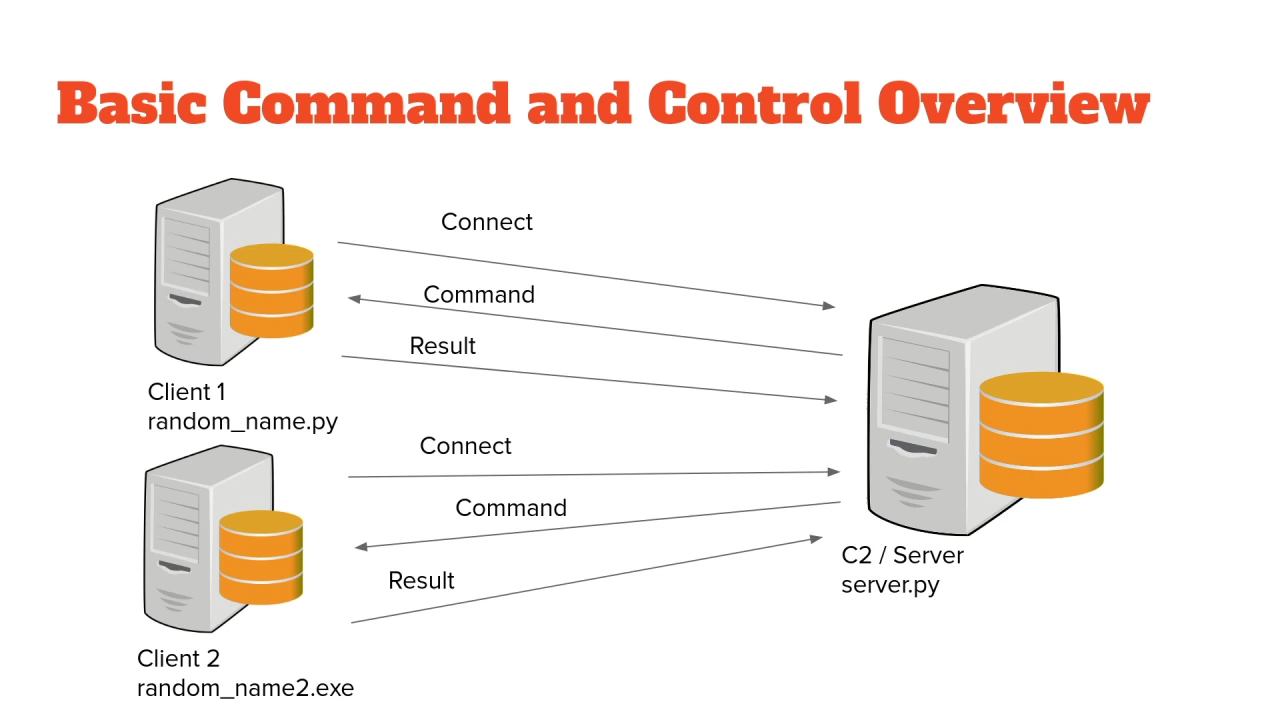 Basic Command and Control Overview
Connect
Command
Result
Client 1
random_name.py
Connect
Command
Result
Client 2
random_name2.exe
C2 / Server
server.py